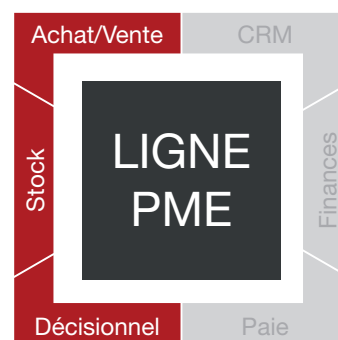 Achat/Vente
CRM
Stock
LIGNE
PME
Finances
Décisionnel
Paie